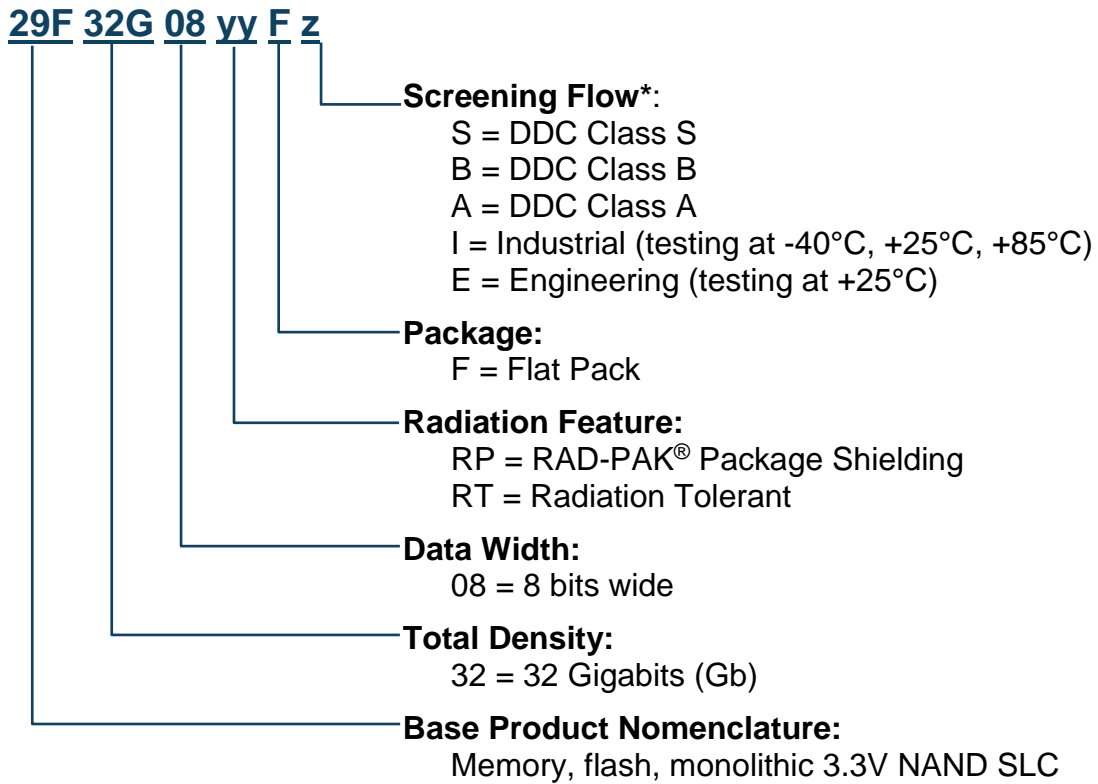 29F 32G 08 yy F z
Screening Flow*:
S = DDC Class S
B = DDC Class B
A = DDC Class A
I = Industrial (testing at -40°C, +25°C, +85°C)
E = Engineering (testing at +25°C)
Package:
F = Flat Pack
Radiation Feature:
RP = RAD-PAK® Package Shielding
RT = Radiation Tolerant
Data Width:
08 = 8 bits wide
Total Density:
32 = 32 Gigabits (Gb)
Base Product Nomenclature:
Memory, flash, monolithic 3.3V NAND SLC